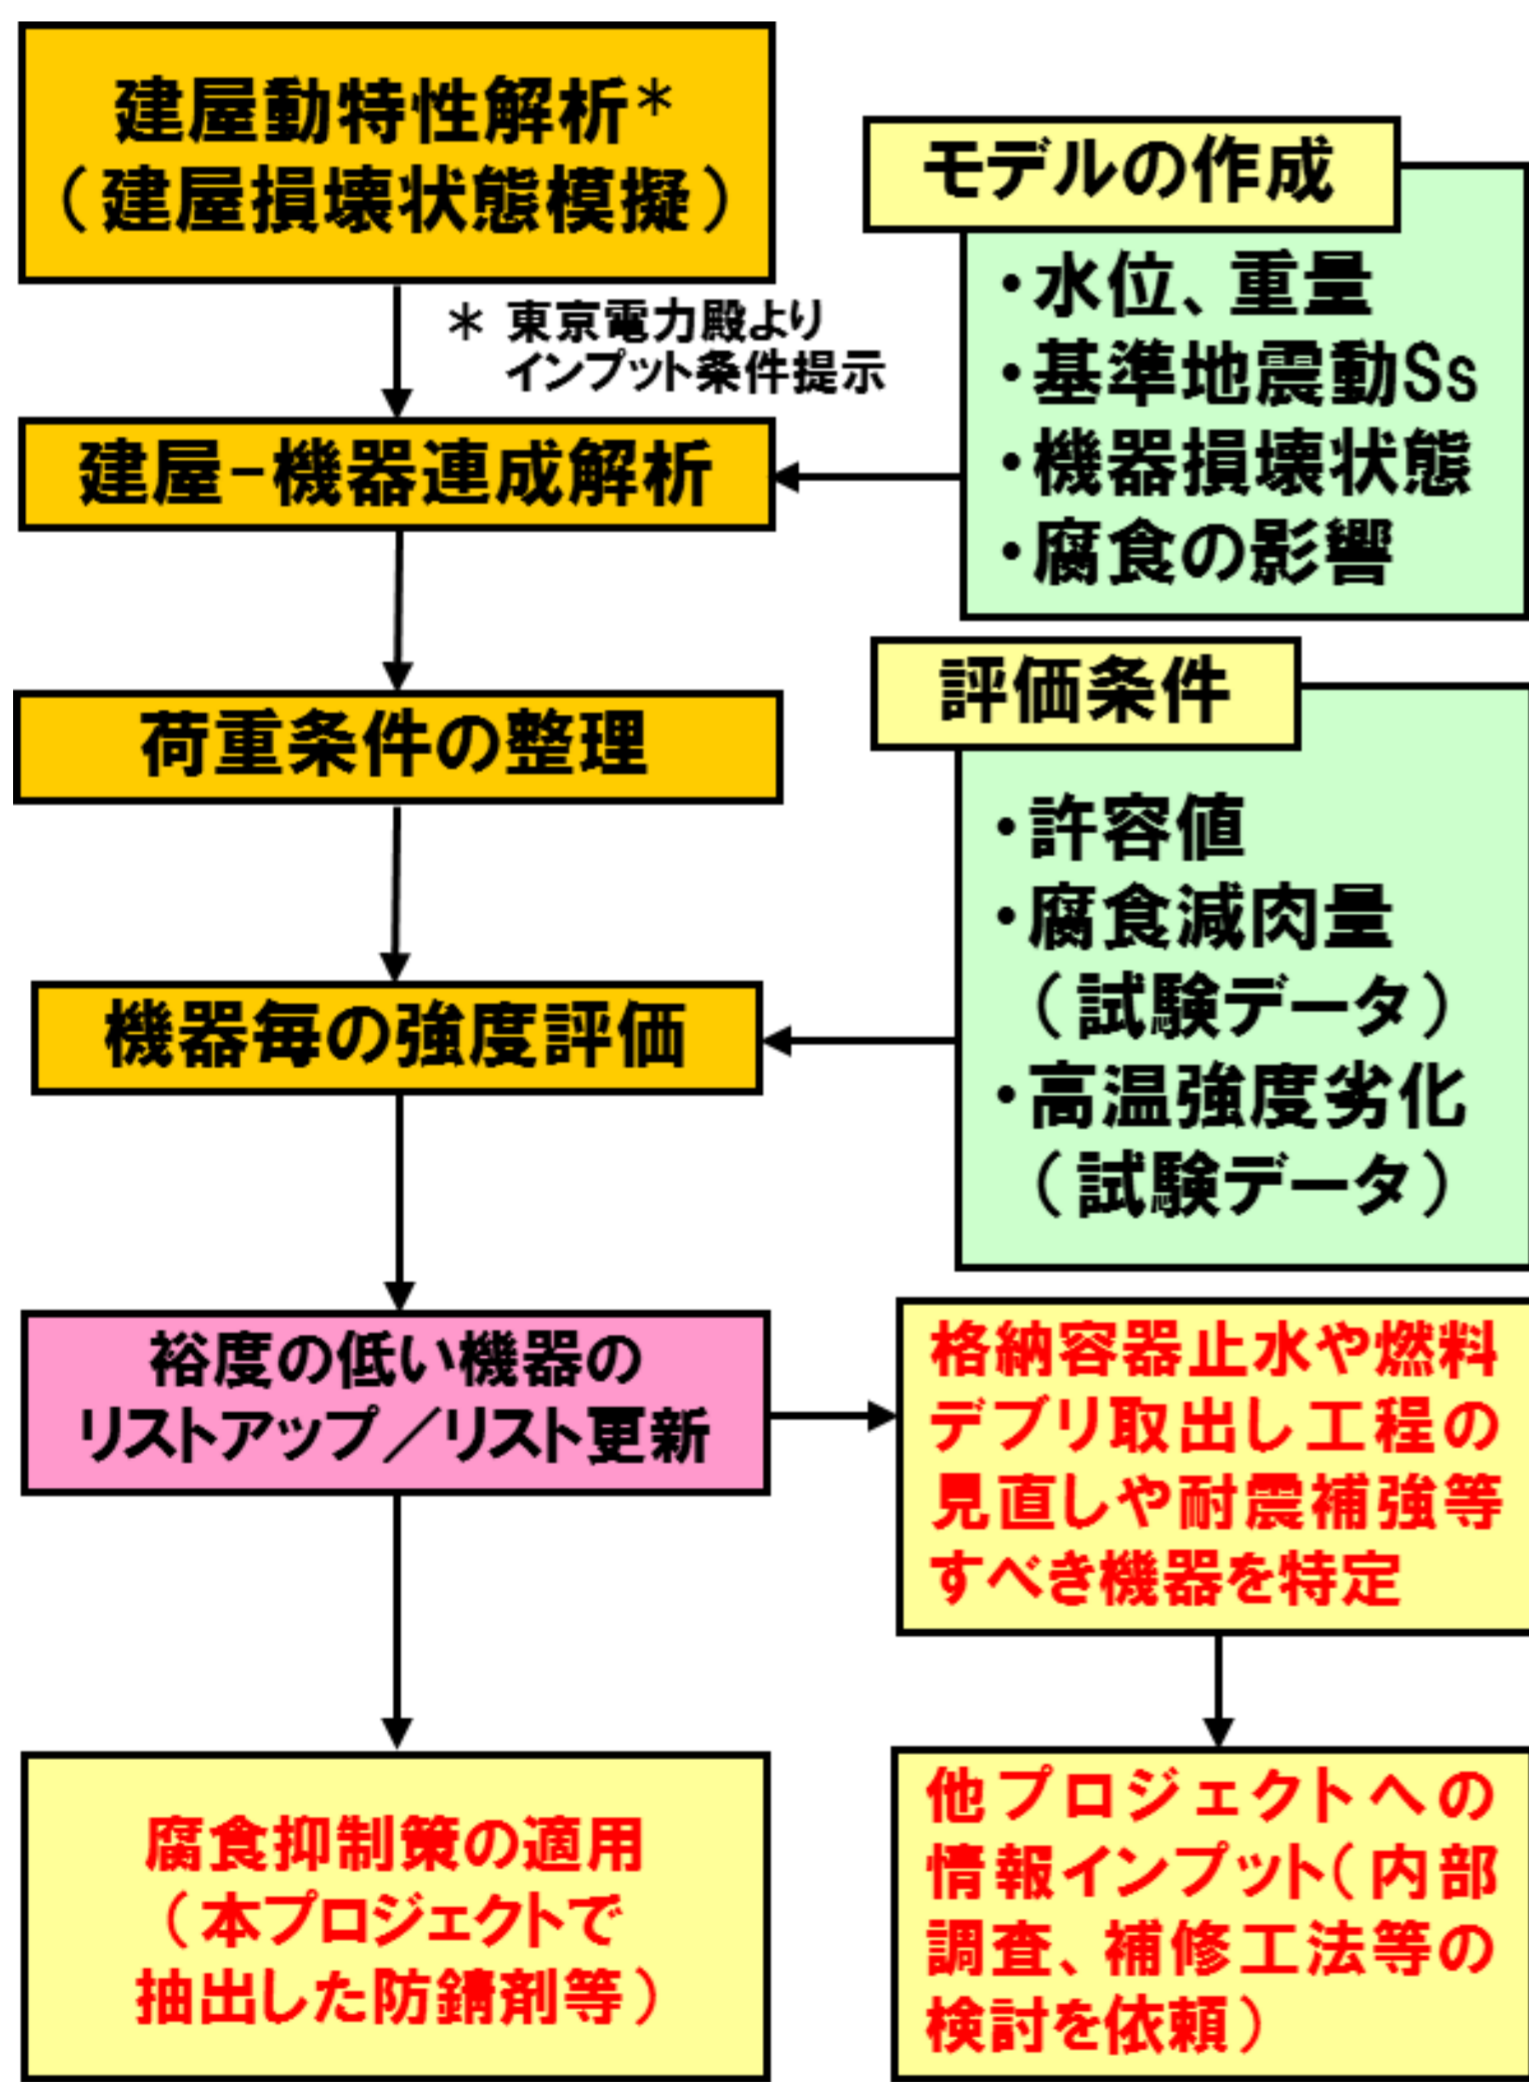 建屋動特性解析*
(建屋損壊状態模擬)
* 東京電力殿より
インプット条件提示
モデルの作成
・水位、重量
・基準地震動Ss
・機器損壊状態
・腐食の影響
建屋-機器連成解析
荷重条件の整理
評価条件
・許容値
・腐食減肉量
(試験データ)
・高温強度劣化
(試験データ)
機器毎の強度評価
裕度の低い機器の
リストアップ/リスト更新
格納容器止水や燃料
デブリ取出し工程の
見直しや耐震補強等
すべき機器を特定
腐食抑制策の適用
(本プロジェクトで
抽出した防錆剤等)
他プロジェクトへの
情報インプット(内部
調査、補修工法等の
検討を依頼)